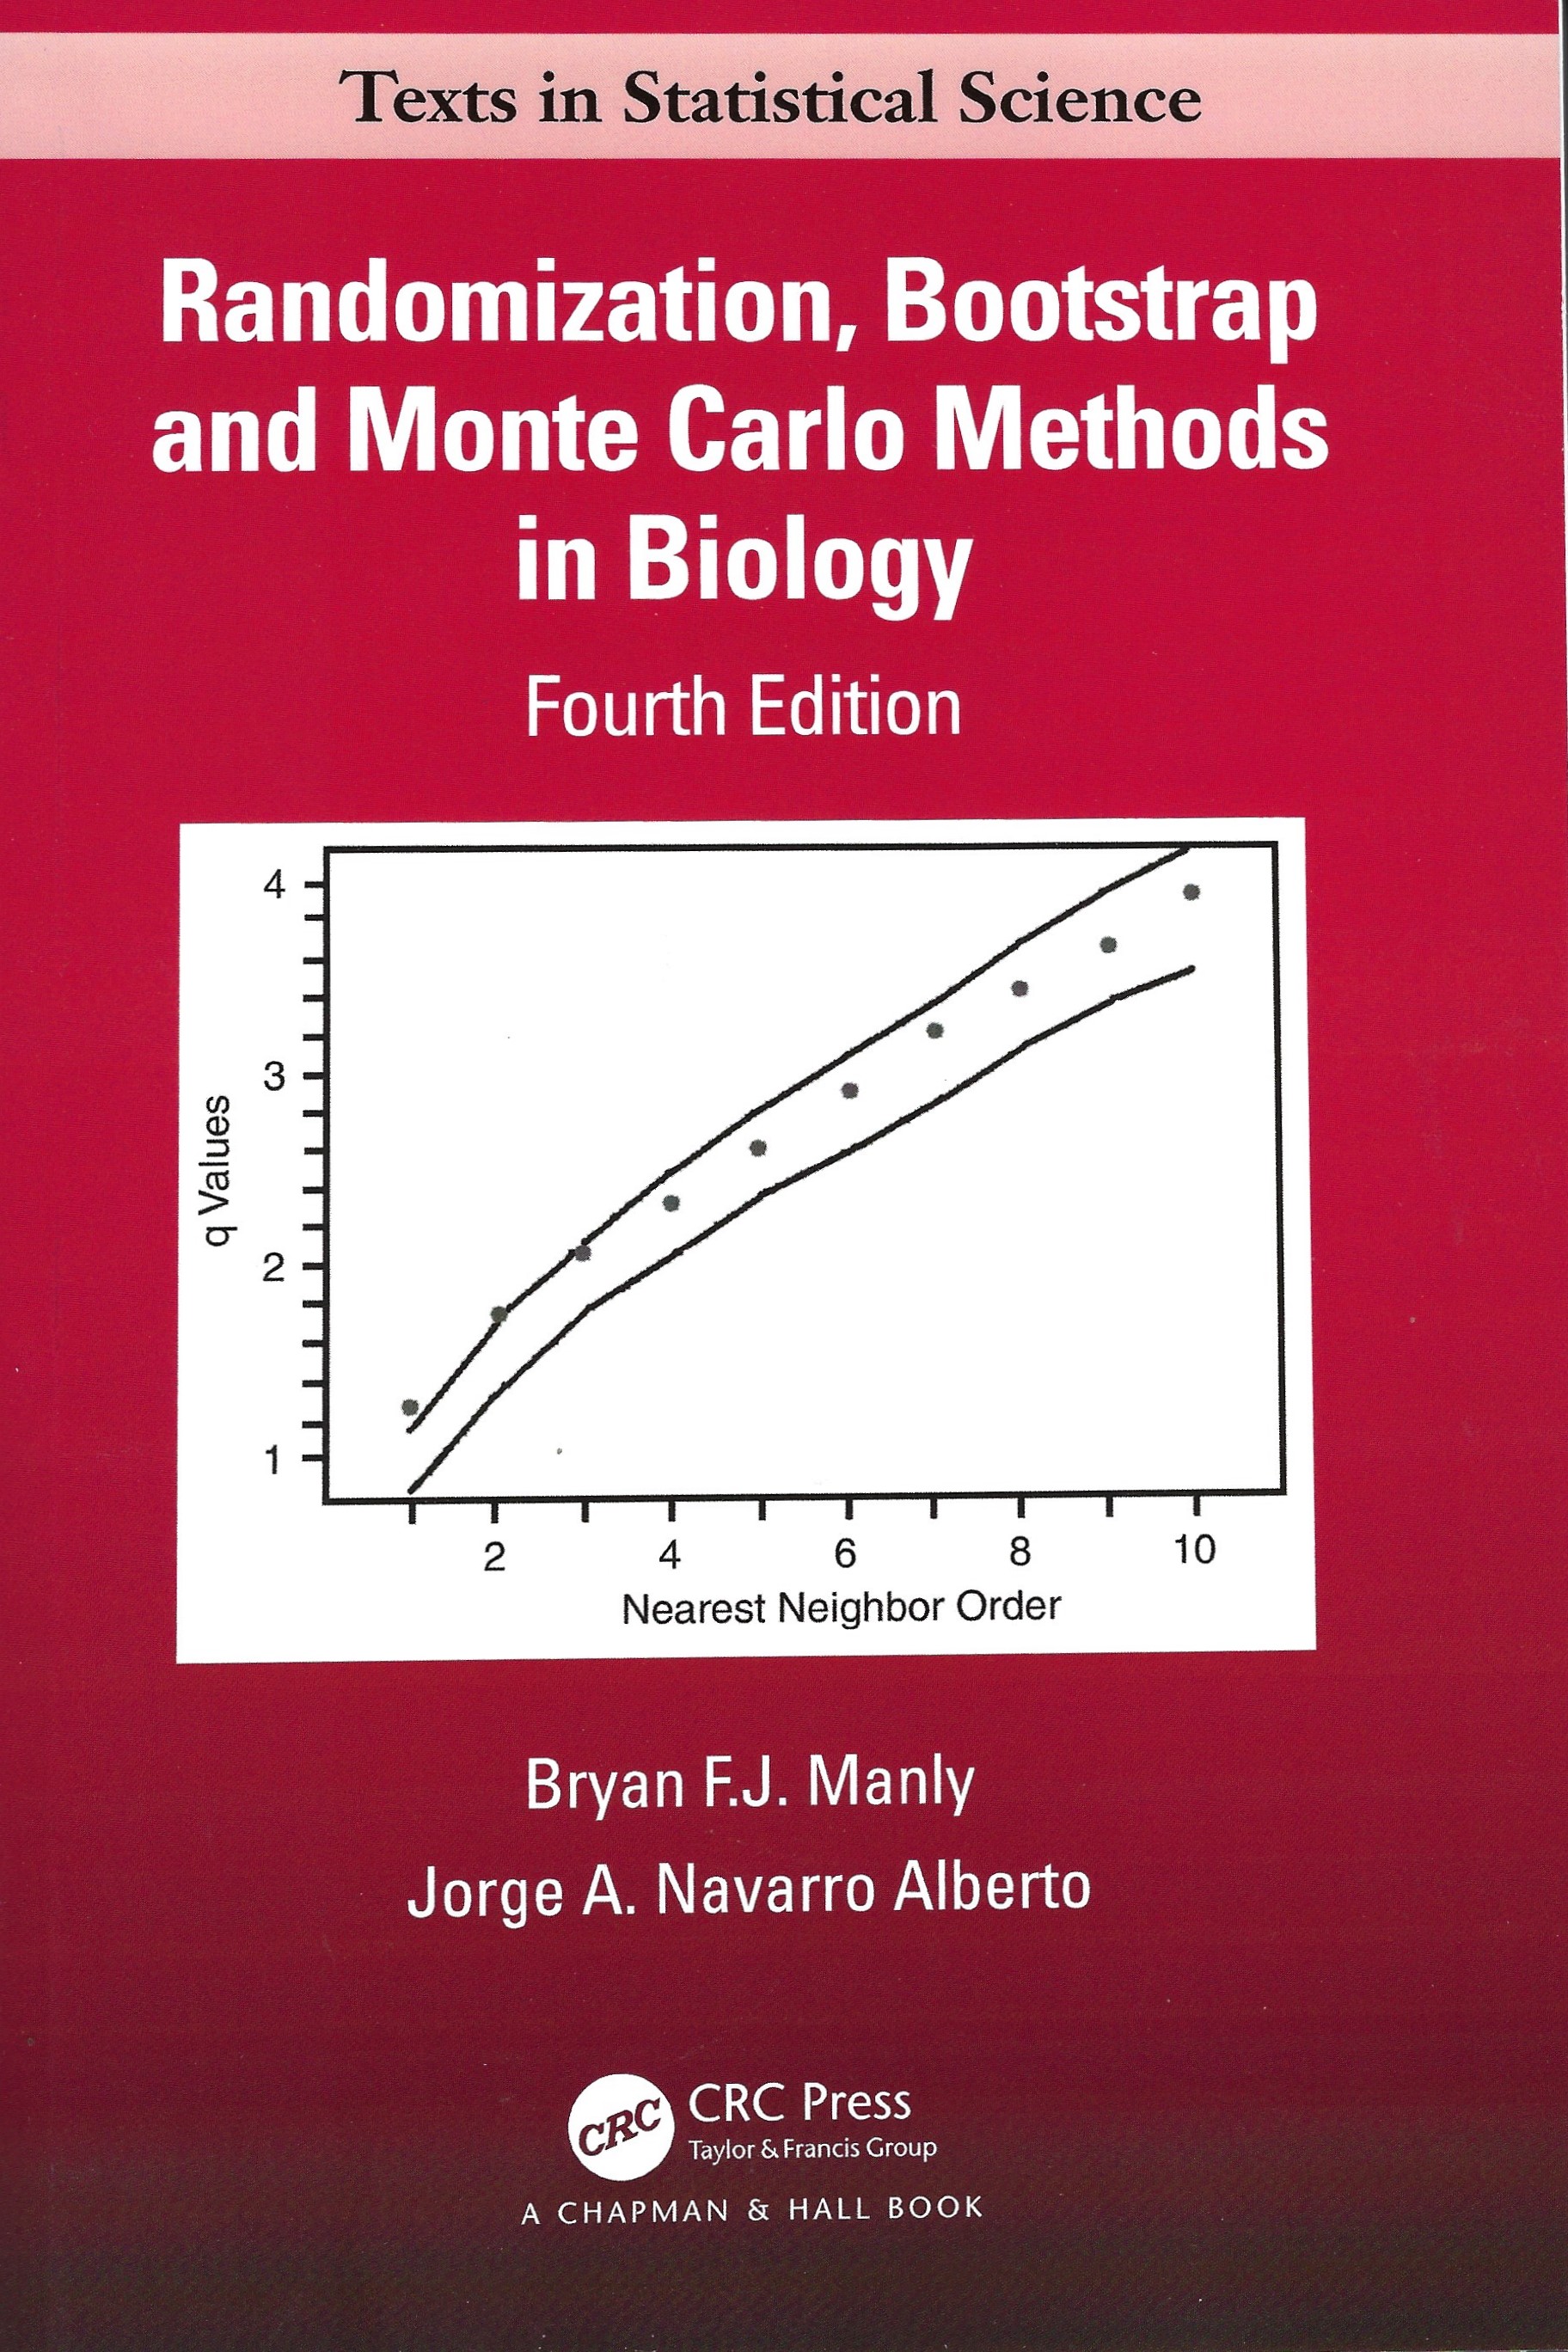 Texts in Statistical Science
Randomization, Bootstrap
and Monte Carlo Methods
in Biology
Fourth Edition
4
3
2
1
q Values
2 4 6 8 10
Nearest Neighbor Order
Bryan F.J. Manly
Jorge A. Navarro Alberto
CRC
CRC Press
Taylor & Francis Group
A CHAPMAN & HALL BOOK